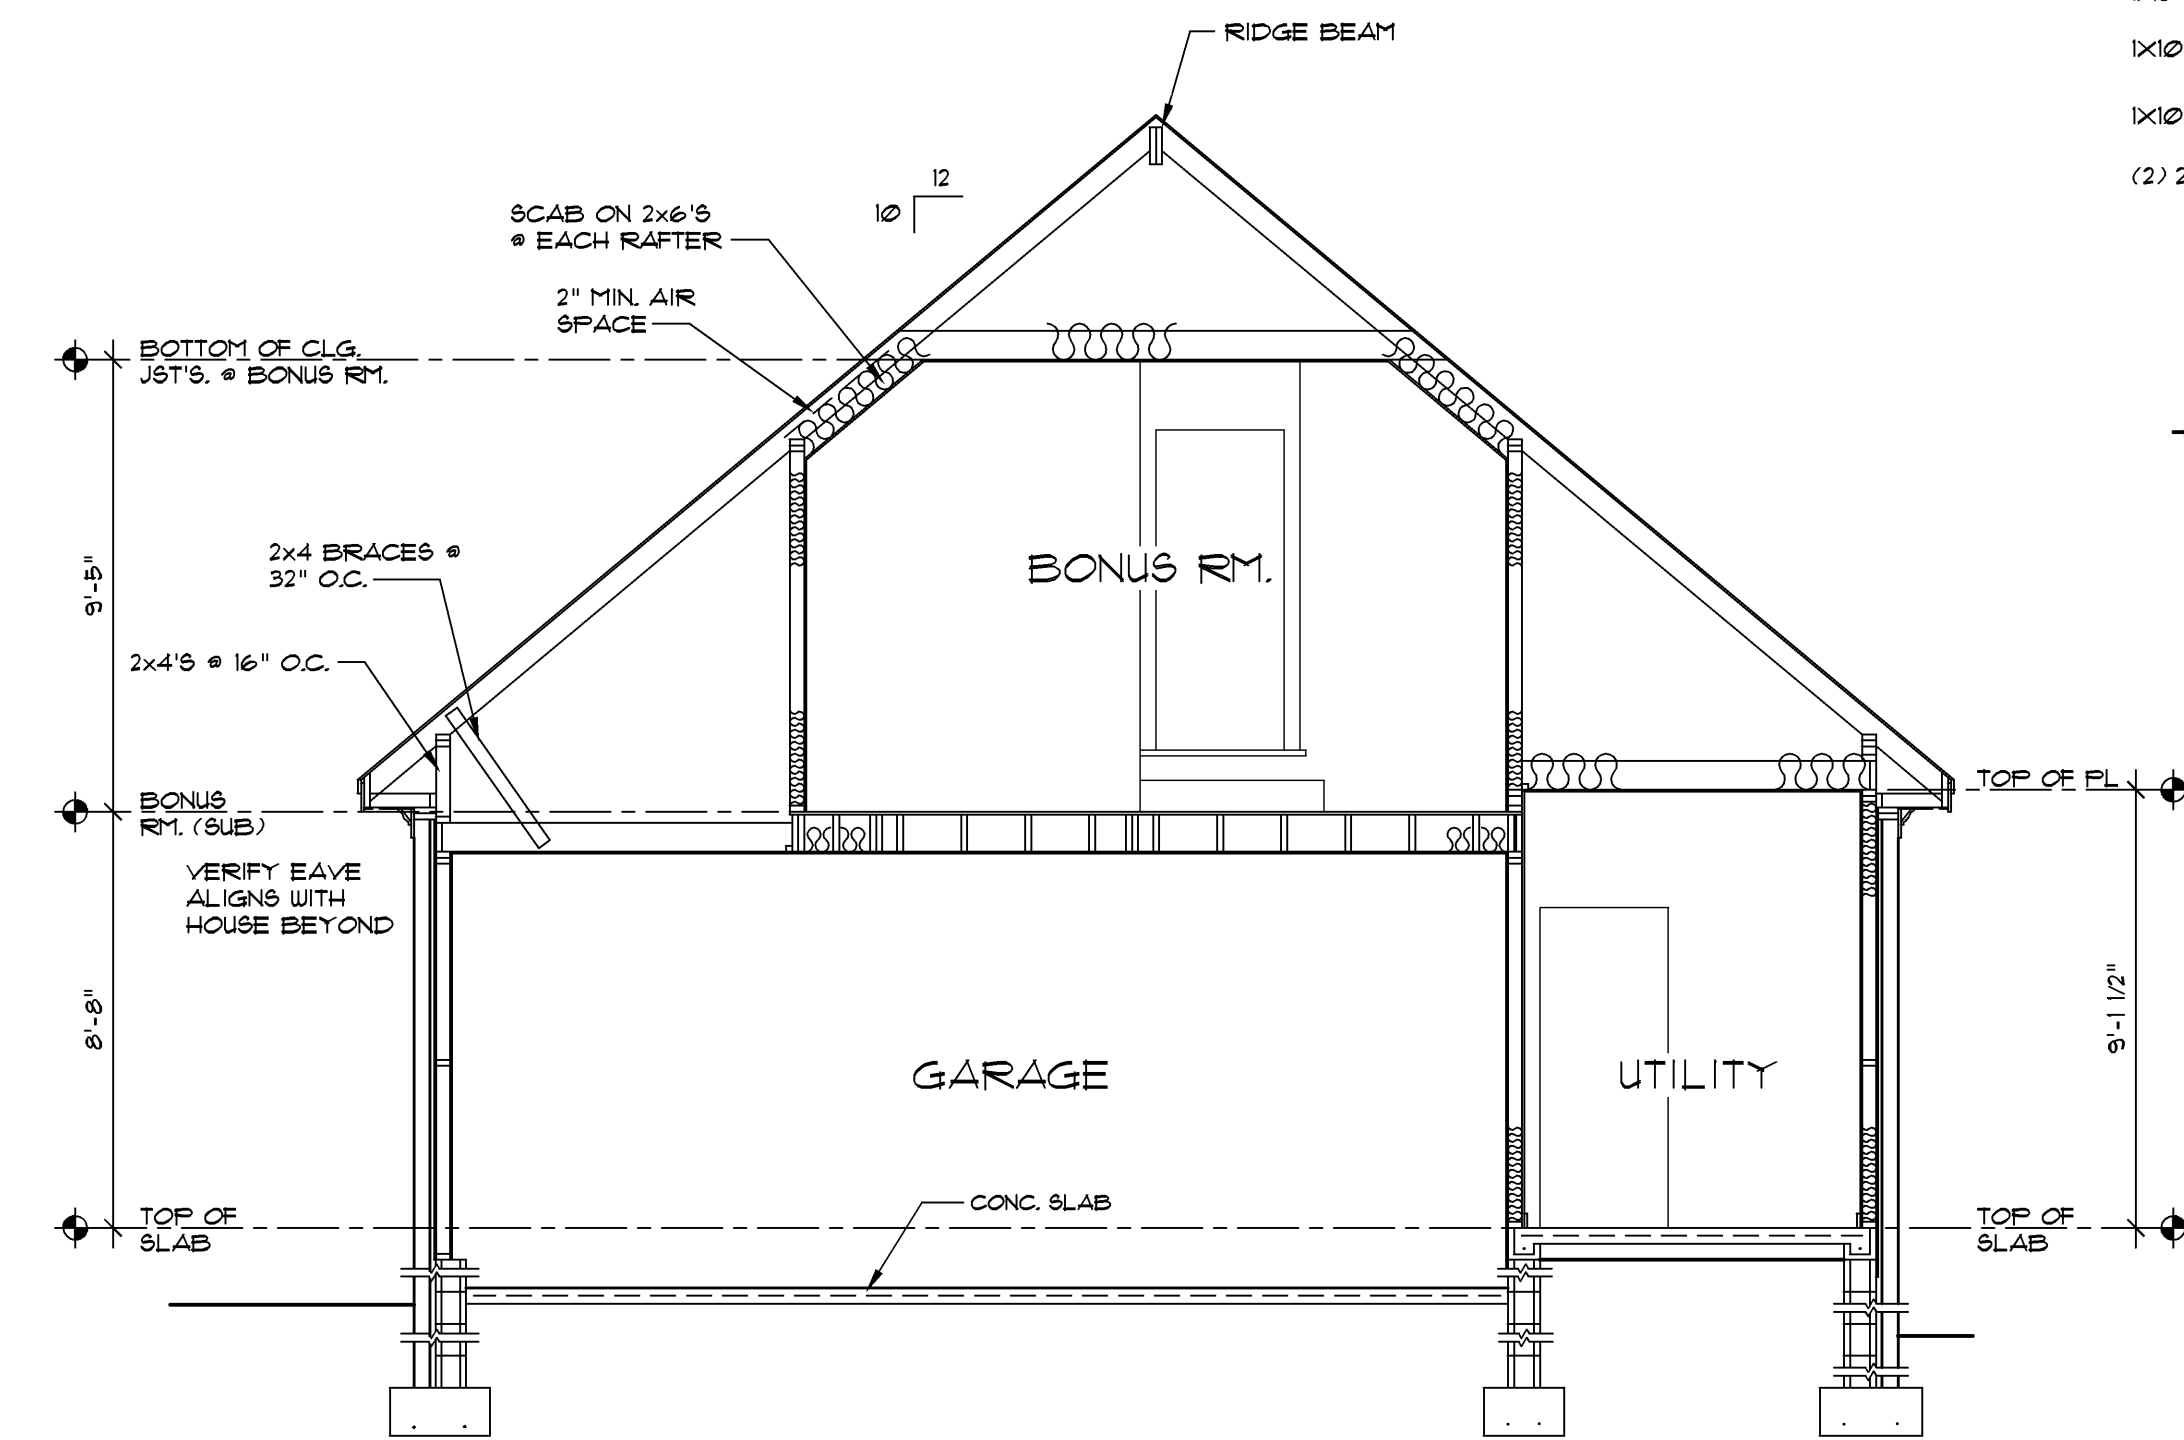 RIDGE BEAM
1X10
1X10
(2) 2
12
10
SCAB ON 2x6'S
@ EACH RAFTER
2" MIN. AIR
SPACE
BOTTOM OF CLG.
JST'S. @ BONUS RM.
2x4 BRACES @
32" O.C.
9'-5"
BONUS RM.
2x4'S @ 16" O.C.
BONUS
RM. (SUB)
TOP OF PL
VERIFY EAVE
ALIGNS WITH
HOUSE BEYOND
8'-8"
9'-1 1/2"
GARAGE
UTILITY
CONC. SLAB
TOP OF
SLAB
TOP OF
SLAB